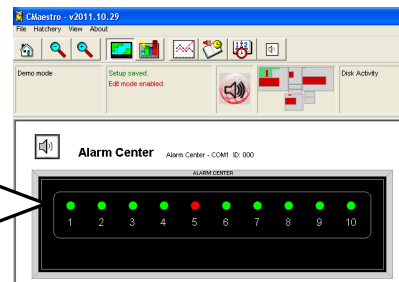 CMaestro - v2011.10.29
File Hatchery View About
Demo mode
Setup saved.
Edit mode enabled.
Disk Activity
Alarm Center Alarm Center - COM1 ID: 000
ALARM CENTER
1 2 3 4 5 6 7 8 9 10